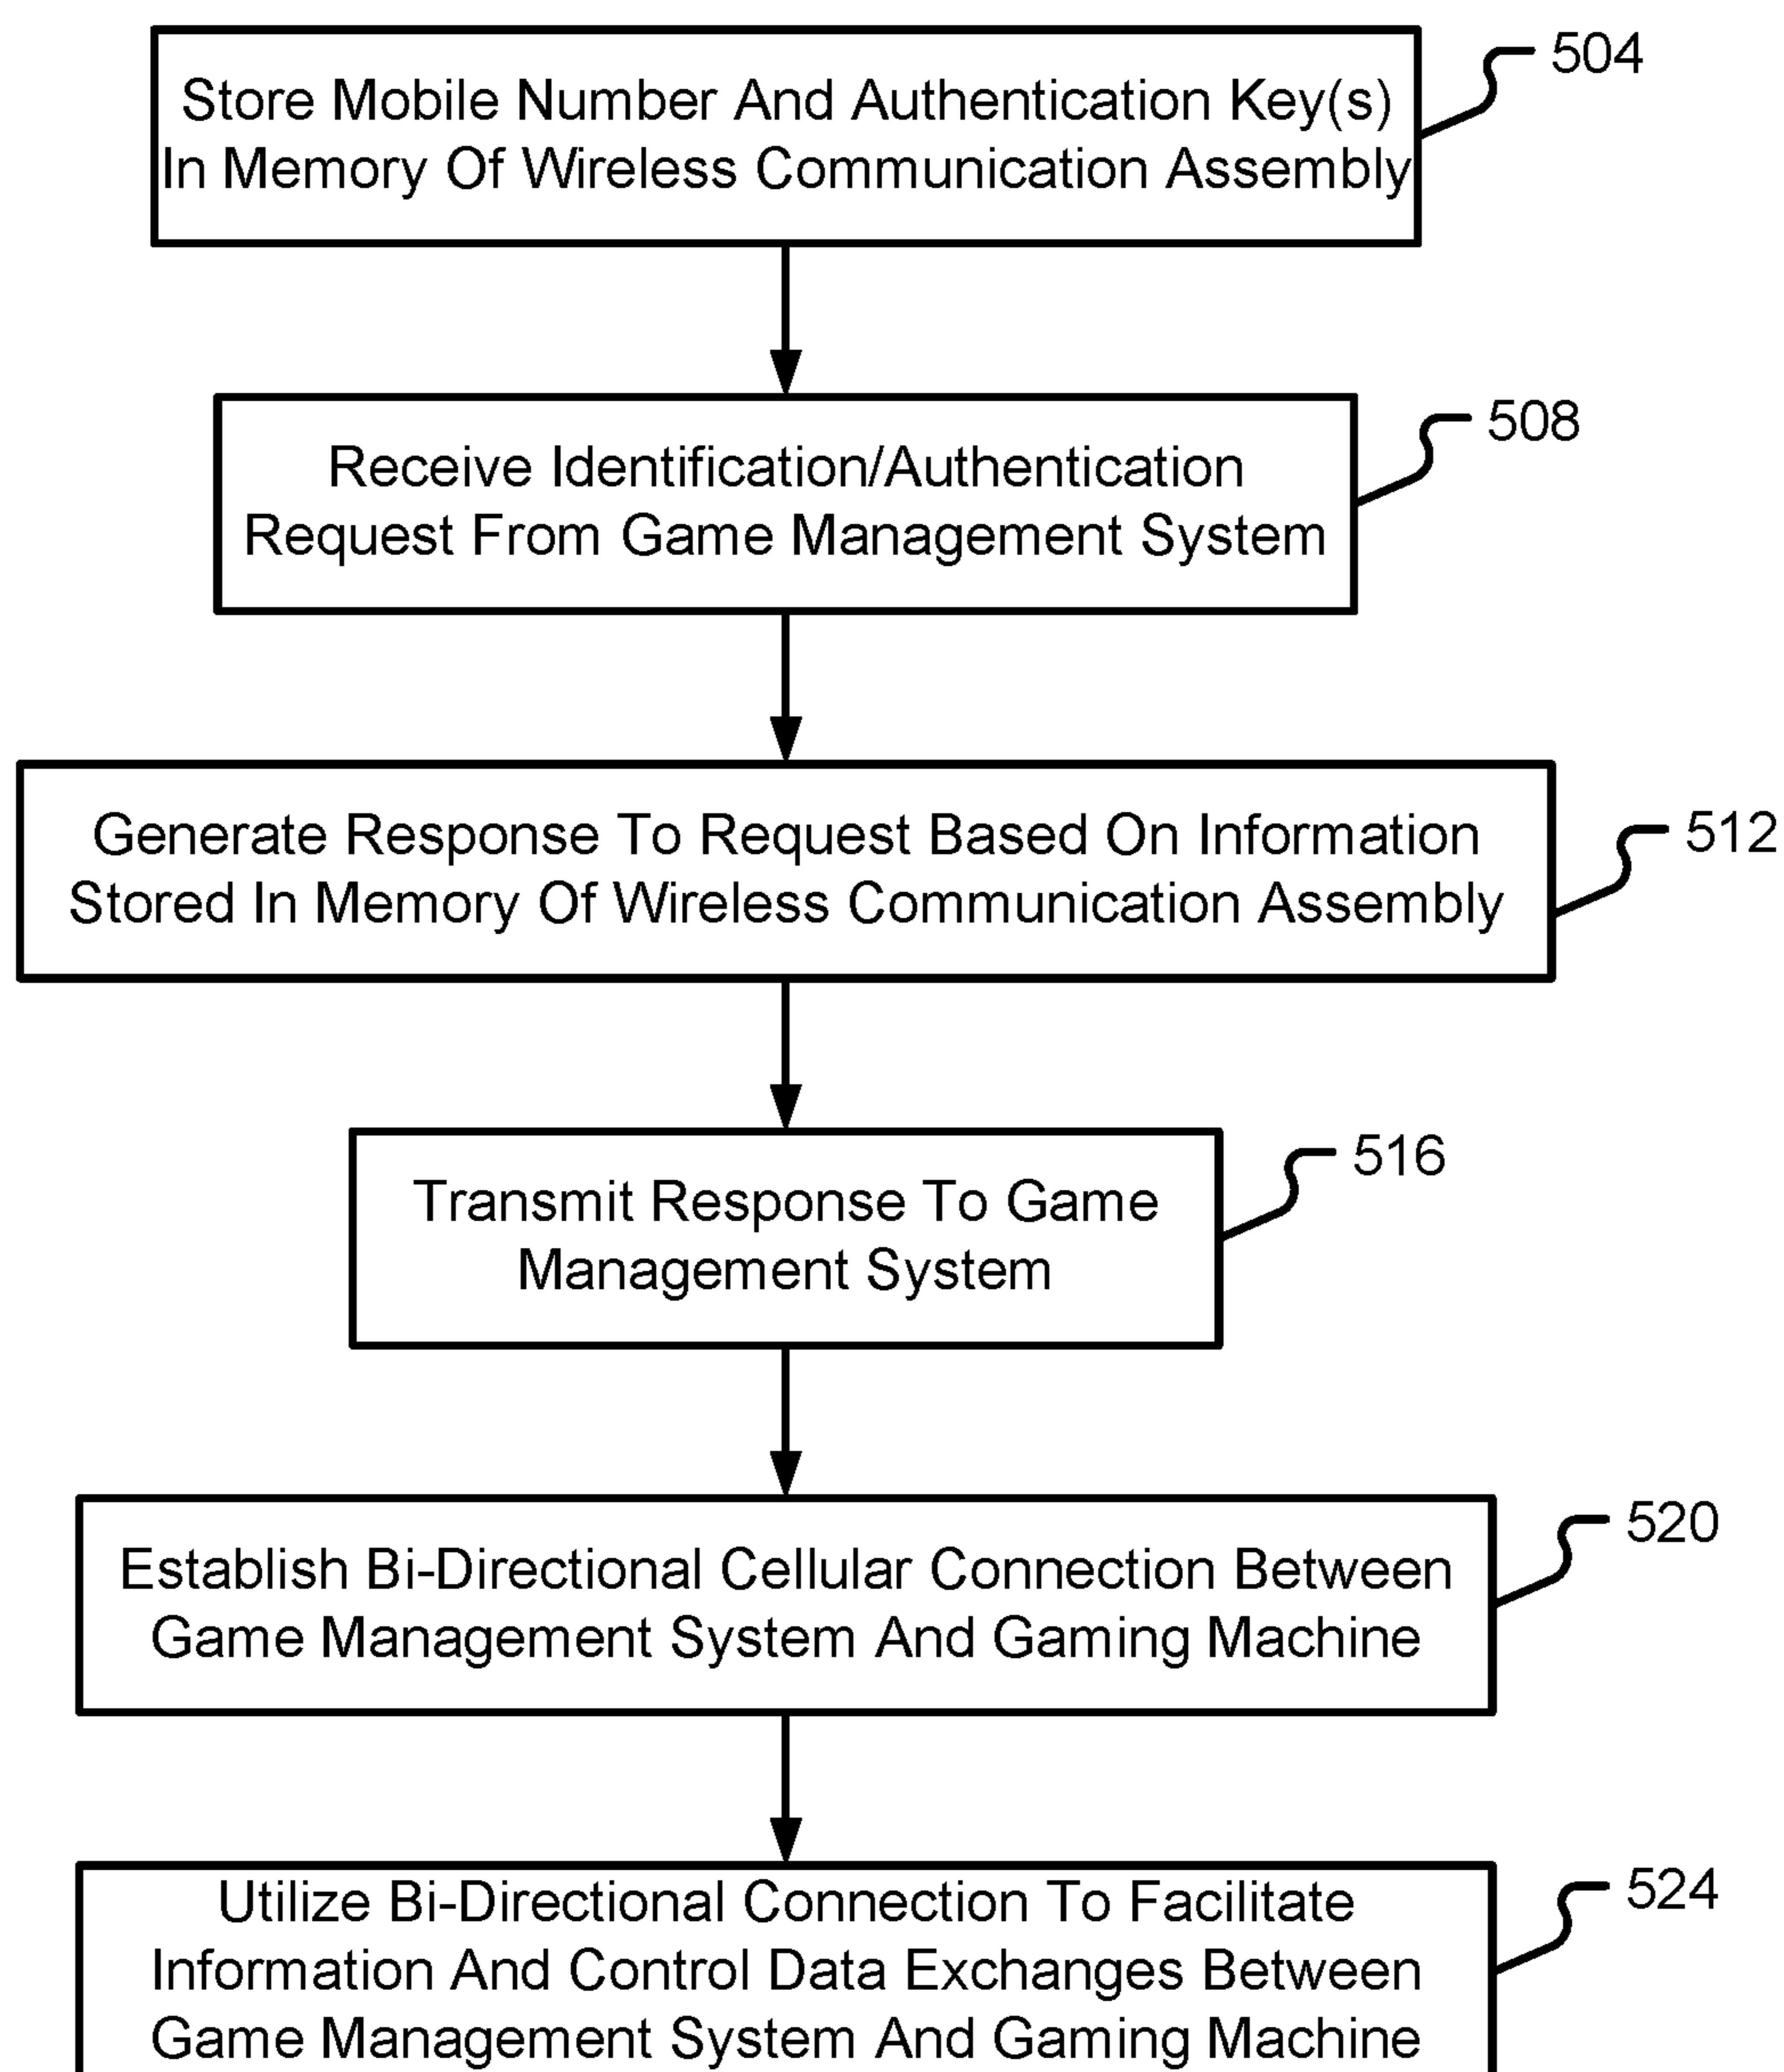 Store Mobile Number And Authentication Key(s)
In Memory Of Wireless Communication Assembly
504
Receive Identification/Authentication
Request From Game Management System
508
Generate Response To Request Based On Information
Stored In Memory Of Wireless Communication Assembly
512
Transmit Response To Game
Management System
516
Establish Bi-Directional Cellular Connection Between
Game Management System And Gaming Machine
520
Utilize Bi-Directional Connection To Facilitate
Information And Control Data Exchanges Between
Game Management System And Gaming Machine
524